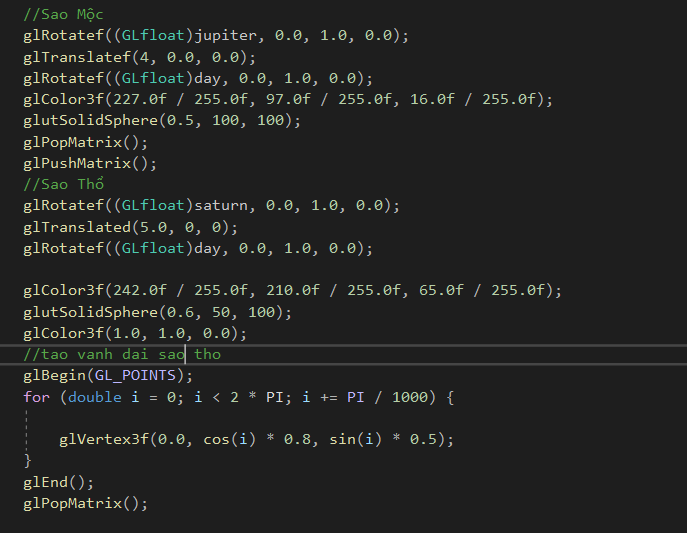 //Sao Mộc
glRotatef((GLfloat)jupiter, 0.0, 1.0, 0.0);
glTranslatef(4, 0.0, 0.0);
glRotatef((GLfloat)day, 0.0, 1.0, 0.0);
glColor3f(227.0f / 255.0f, 97.0f / 255.0f, 16.0f / 255.0f);
glutSolidSphere(0.5, 100, 100);
glPopMatrix();
glPushMatrix();
//Sao Thổ
glRotatef((GLfloat)saturn, 0.0, 1.0, 0.0);
glTranslated(5.0, 0, 0);
glRotatef((GLfloat)day, 0.0, 1.0, 0.0);
glColor3f(242.0f / 255.0f, 210.0f / 255.0f, 65.0f / 255.0f);
glutSolidSphere(0.6, 50, 100);
glColor3f(1.0, 1.0, 0.0);
//tao vanh dai sao tho
glBegin(GL_POINTS);
for (double i = 0; i < 2 * PI; i += PI / 1000) {
glVertex3f(0.0, cos(i) * 0.8, sin(i) * 0.5);
}
glEnd();
glPopMatrix();